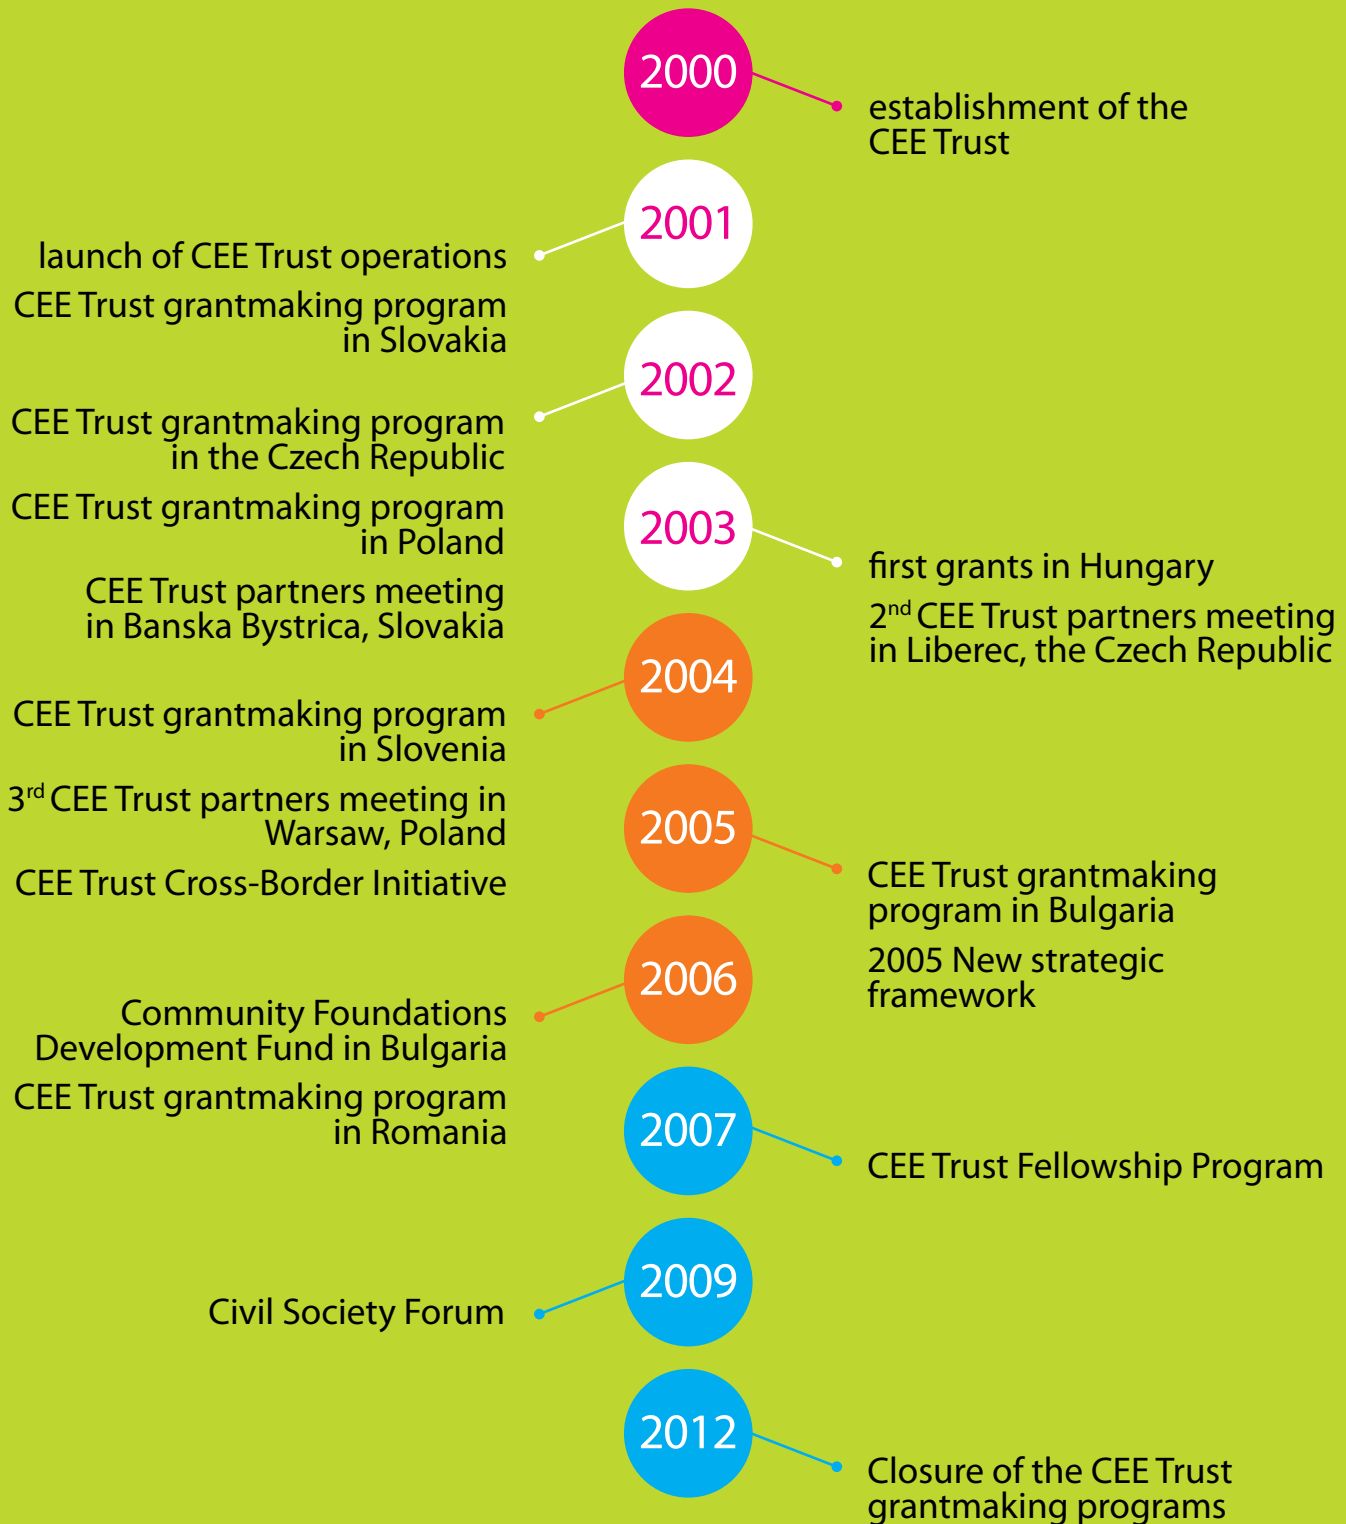 2000
establishment of the
CEE Trust
2001
launch of CEE Trust operations
CEE Trust grantmaking program
in Slovakia
2002
CEE Trust grantmaking program
in the Czech Republic
CEE Trust grantmaking program
in Poland
CEE Trust partners meeting
in Banska Bystrica, Slovakia
2003
first grants in Hungary
2nd CEE Trust partners meeting
in Liberec, the Czech Republic
2004
CEE Trust grantmaking program
in Slovenia
3rd CEE Trust partners meeting in
Warsaw, Poland
CEE Trust Cross-Border Initiative
2005
CEE Trust grantmaking
program in Bulgaria
2005 New strategic
framework
2006
Community Foundations
Development Fund in Bulgaria
CEE Trust grantmaking program
in Romania
2007
CEE Trust Fellowship Program
2009
Civil Society Forum
2012
Closure of the CEE Trust
grantmaking programs